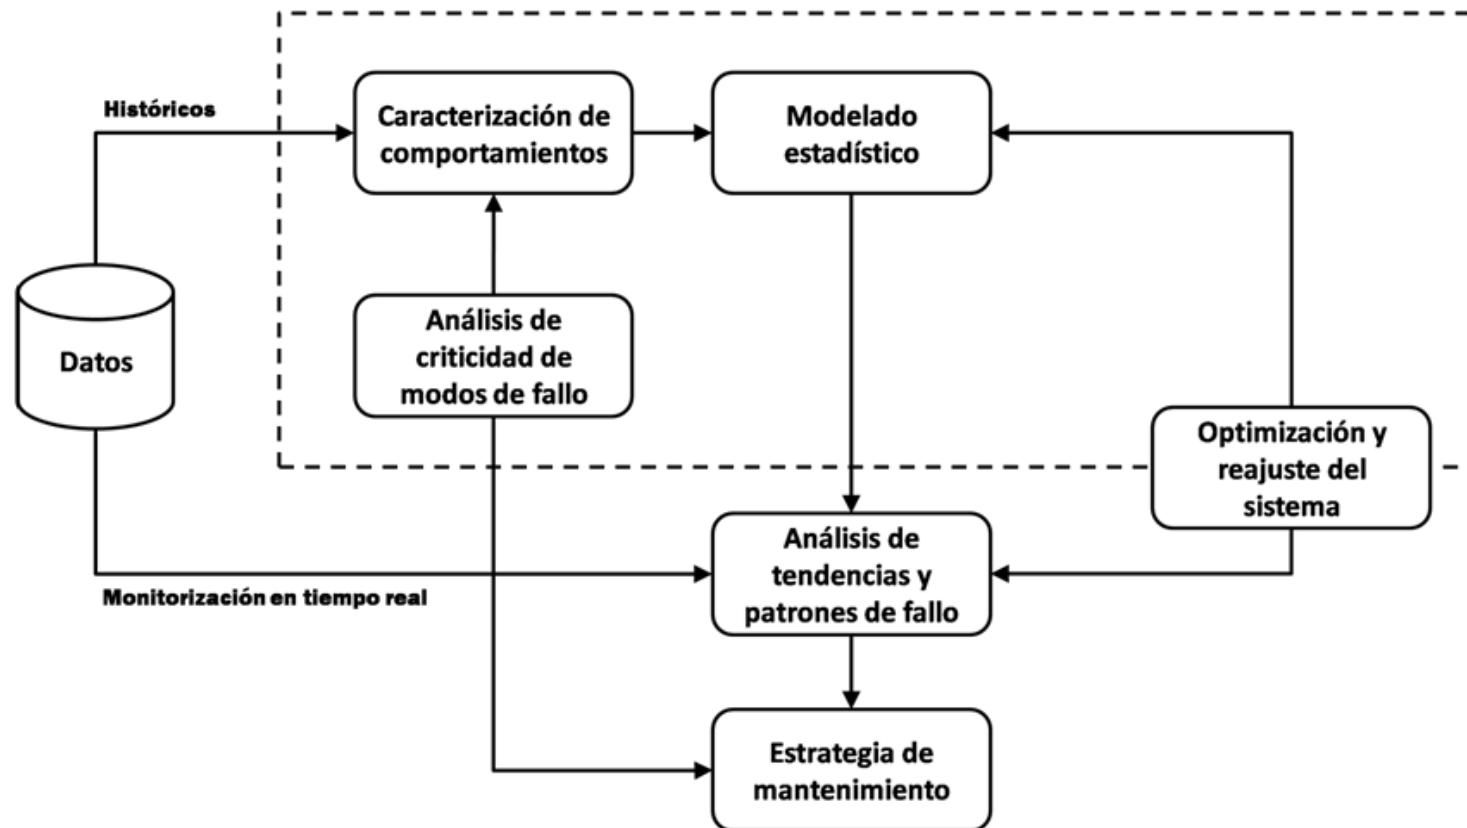 Históricos
Caracterización de
comportamientos
Modelado
estadístico
Datos
Análisis de
criticidad de
modos de fallo
Optimización y
reajuste del
sistema
Análisis de
tendencias y
patrones de fallo
Monitorización en tiempo real
Estrategia de
mantenimiento